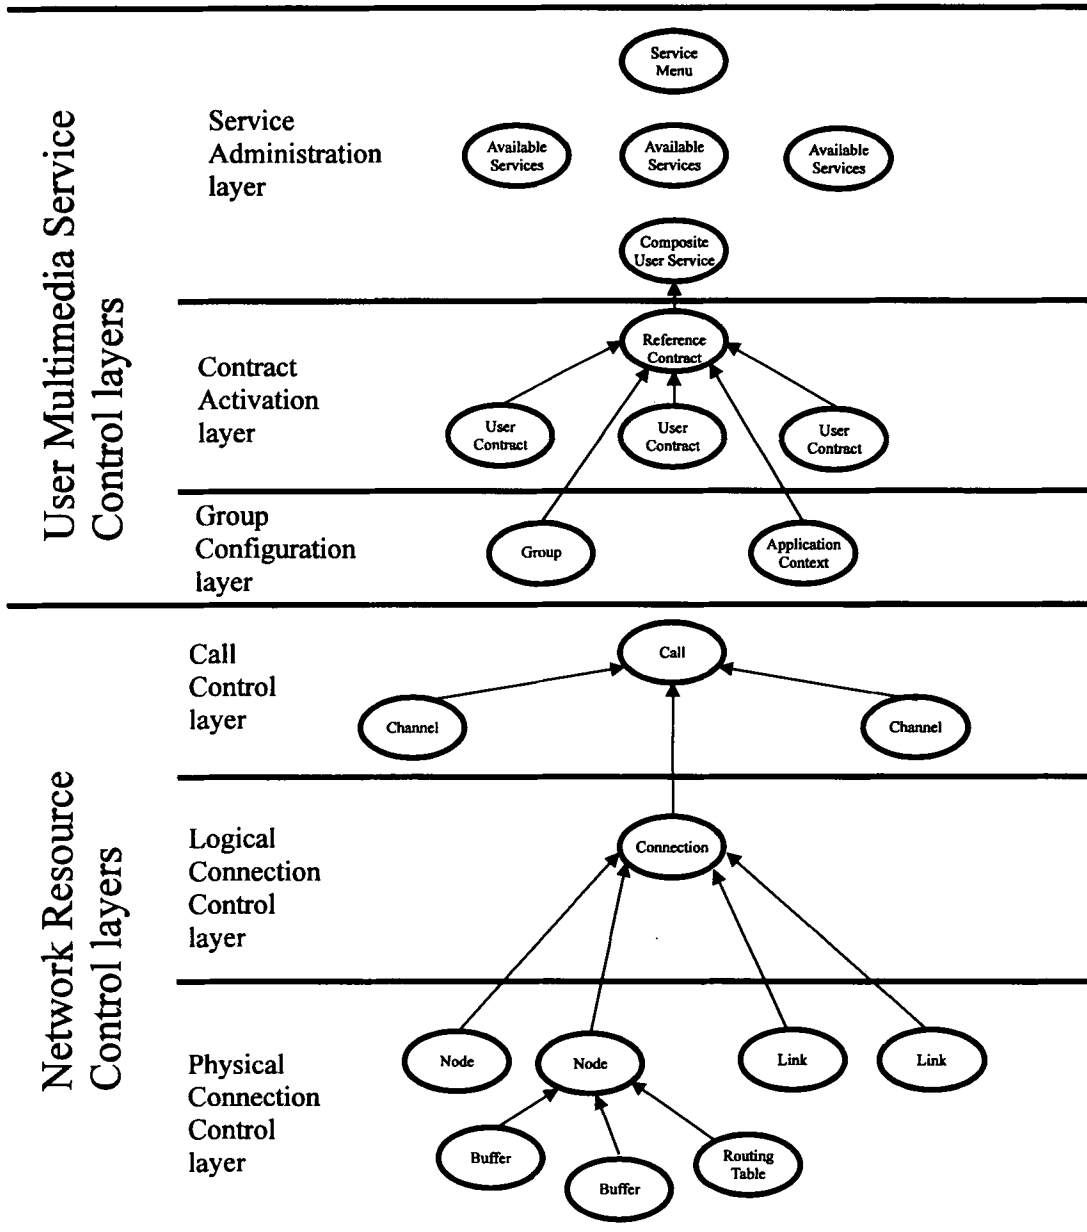 User Multimedia Service
Control layers
Service
Administration
layer
Service
Menu
Available
Services
Available
Services
Available
Services
Composite
User Service
Contract
Activation
layer
Reference
Contract
User
Contract
User
Contract
User
Contract
Group
Configuration
layer
Group
Application
Context
Network Resource
Control layers
Call
Control
layer
Call
Channel
Channel
Logical
Connection
Control
layer
Connection
Physical
Connection
Control
layer
Node
Node
Link
Link
Buffer
Buffer
Routing
Table